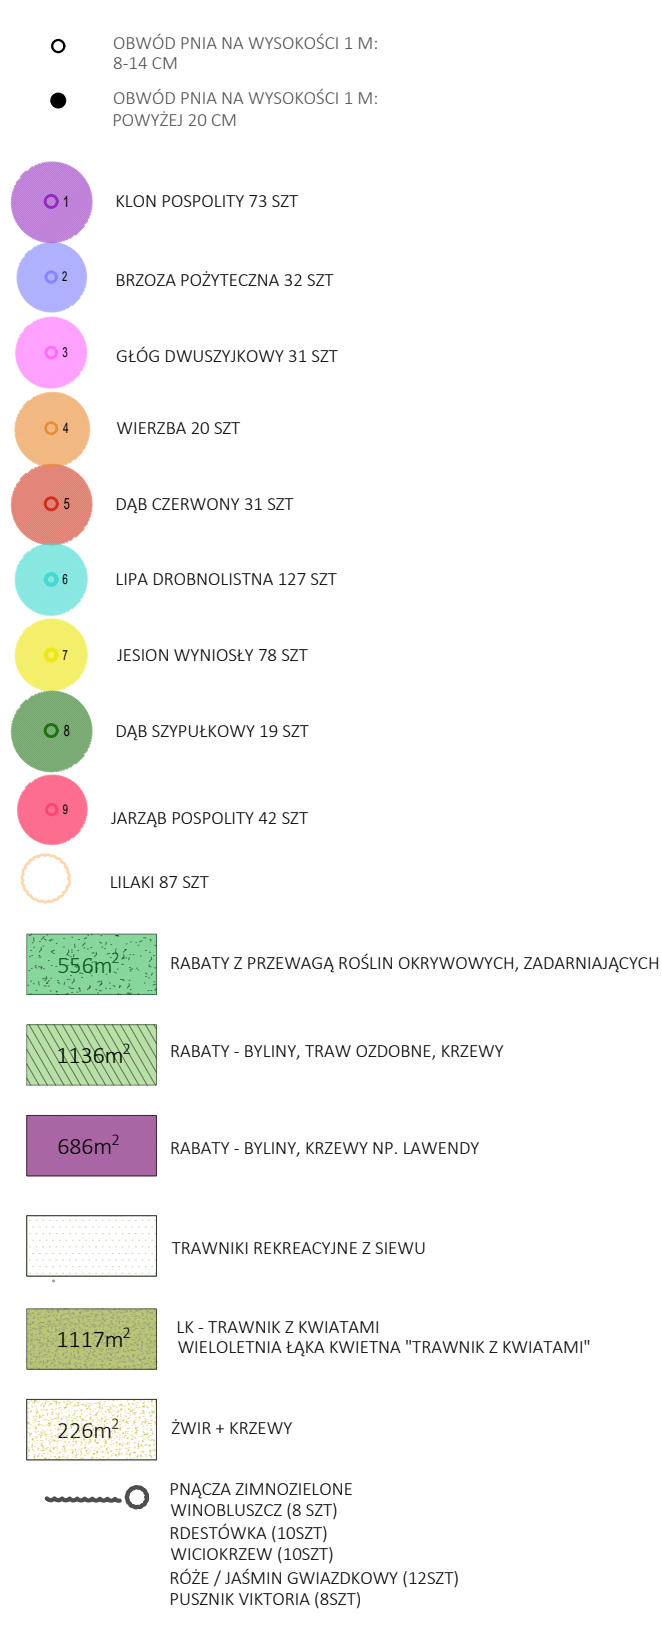 OBWÓD PNIA NA WYSOKOŚCI 1 M:
8-14 CM
OBWÓD PNIA NA WYSOKOŚCI 1 M:
POWYŻEJ 20 CM
1 KLON POSPOLITY 73 SZT
2 BRZOZA POŻYTECZNA 32 SZT
3 GŁÓG DWUSZYJKOWY 31 SZT
4 WIERZBA 20 SZT
5 DĄB CZERWONY 31 SZT
6 LIPA DROBNOLISTNA 127 SZT
7 JESION WYNIOSŁY 78 SZT
8 DĄB SZYPUŁKOWY 19 SZT
9 JARZĄB POSPOLITY 42 SZT
LILAKI 87 SZT
556m² RABATY Z PRZEWAGĄ ROŚLIN OKRYWOWYCH, ZADARNIAJĄCYCH
1136m² RABATY - BYLINY, TRAW OZDOBNE, KRZEWY
686m² RABATY - BYLINY, KRZEWY NP. LAWENDY
TRAWNIKI REKREACYJNE Z SIEWU
1117m² LK - TRAWNIK Z KWIATAMI
WIELOLETNIA ŁĄKA KWIETNA "TRAWNIK Z KWIATAMI"
226m² ŻWIR + KRZEWY
PNĄCZA ZIMNOZIELONE
WINOBLUSZCZ (8 SZT)
RDESTÓWKA (10SZT)
WICIOKRZEW (10SZT)
RÓŻE / JAŚMIN GWIAZDKOWY (12SZT)
PUSZNIK VIKTORIA (8SZT)